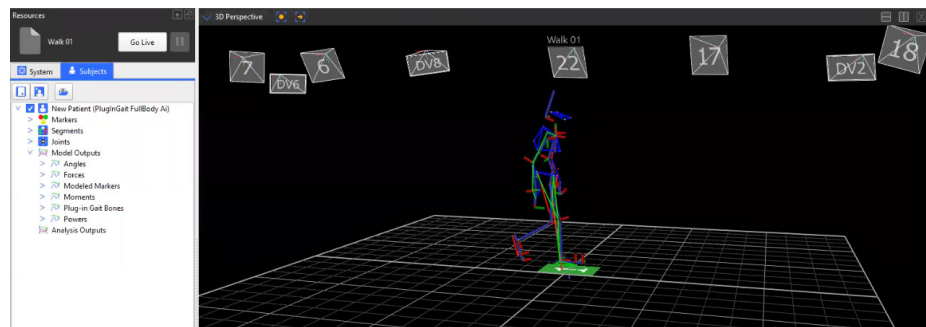 Resources
Walk 01
Go Live
System
Subjects
New Patient (PlugInGait FullBody Ai)
Markers
Segments
Joints
Model Outputs
Angles
Forces
Modeled Markers
Moments
Plug-in Gait Bones
Powers
Analysis Outputs
3D Perspective
Walk 01
7
DV6
6
DV8
22
17
DV2
18